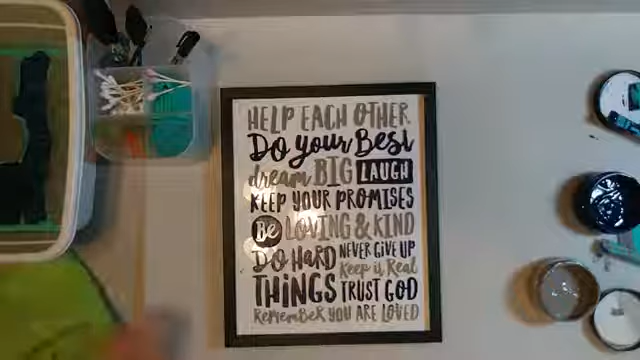 HELP EACH OTHER
Do your Best
dream BIG LAUGH
KEEP YOUR PROMISES
Be LOVING & KIND
DO HARD THINGS
NEVER GIVE UP
Keep it Real
TRUST GOD
Remember YOU ARE LOVED